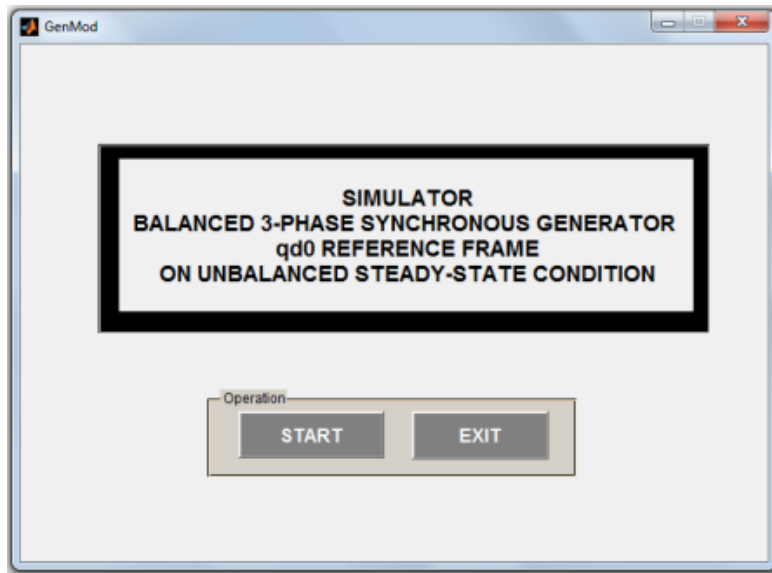 GenMod
SIMULATOR
BALANCED 3-PHASE SYNCHRONOUS GENERATOR
qd0 REFERENCE FRAME
ON UNBALANCED STEADY-STATE CONDITION
Operation
START EXIT